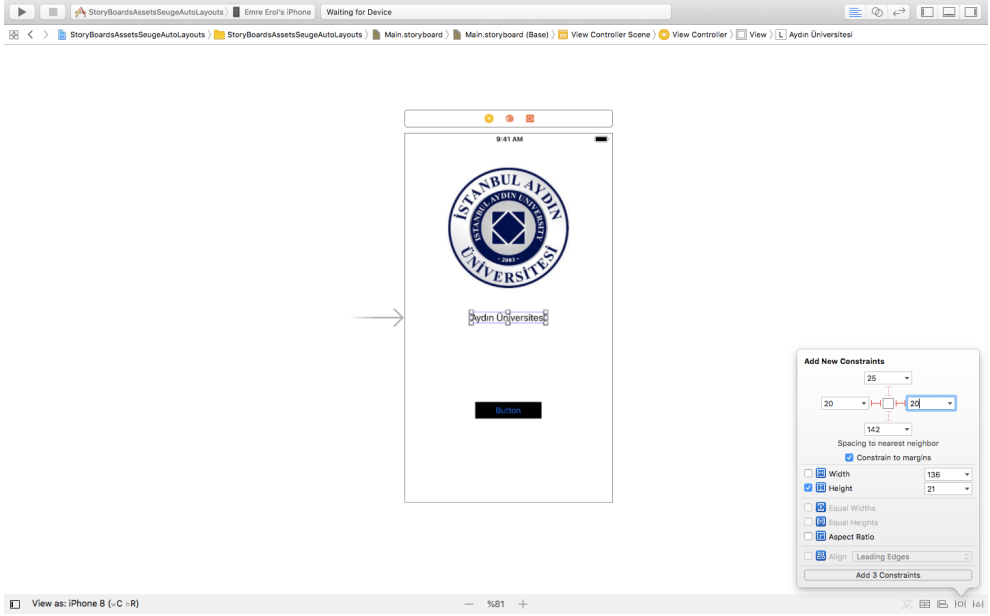 StoryBoardsAssetsSeugeAutoLayouts Emre Erol's iPhone Waiting for Device
StoryBoardsAssetsSeugeAutoLayouts StoryBoardsAssetsSeugeAutoLayouts Main.storyboard Main.storyboard (Base) View Controller Scene View Controller View L Aydın Üniversitesi
9:41 AM
İSTANBUL AYDIN
ÜNİVERSİTESİ
ISTANBUL AYDIN UNIVERSITY
• 2003 •
Aydın Üniversitesi
Button
Add New Constraints
25
20 20
142
Spacing to nearest neighbor
Constrain to margins
Width 136
Height 21
Equal Widths
Equal Heights
Aspect Ratio
Align Leading Edges
Add 3 Constraints
View as: iPhone 8 (wC hR) — %81 +